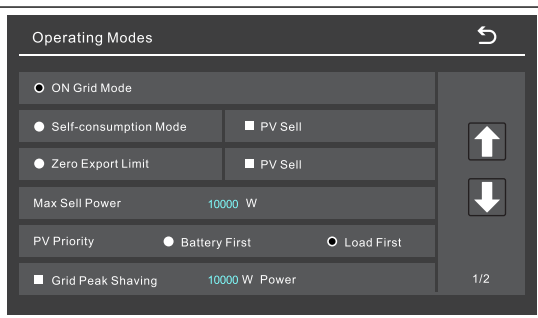 Operating Modes
ON Grid Mode
Self-consumption Mode PV Sell
Zero Export Limit PV Sell
Max Sell Power 10000 W
PV Priority Battery First Load First
Grid Peak Shaving 10000 W Power
1/2